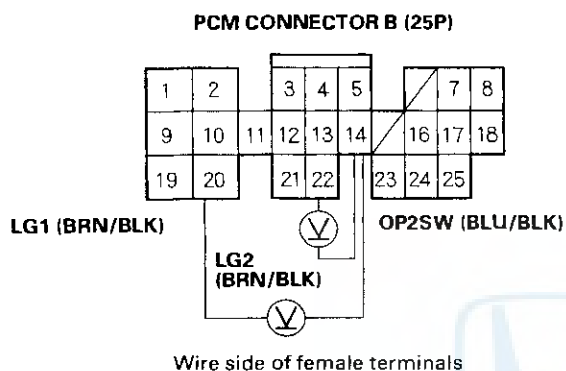 PCM CONNECTOR B (25P)
1 2 3 4 5 7 8
9 10 11 12 13 14 16 17 18
19 20 21 22 23 24 25
LG1 (BRN/BLK)
OP2SW (BLU/BLK)
LG2
(BRN/BLK)
V
V
Wire side of female terminals